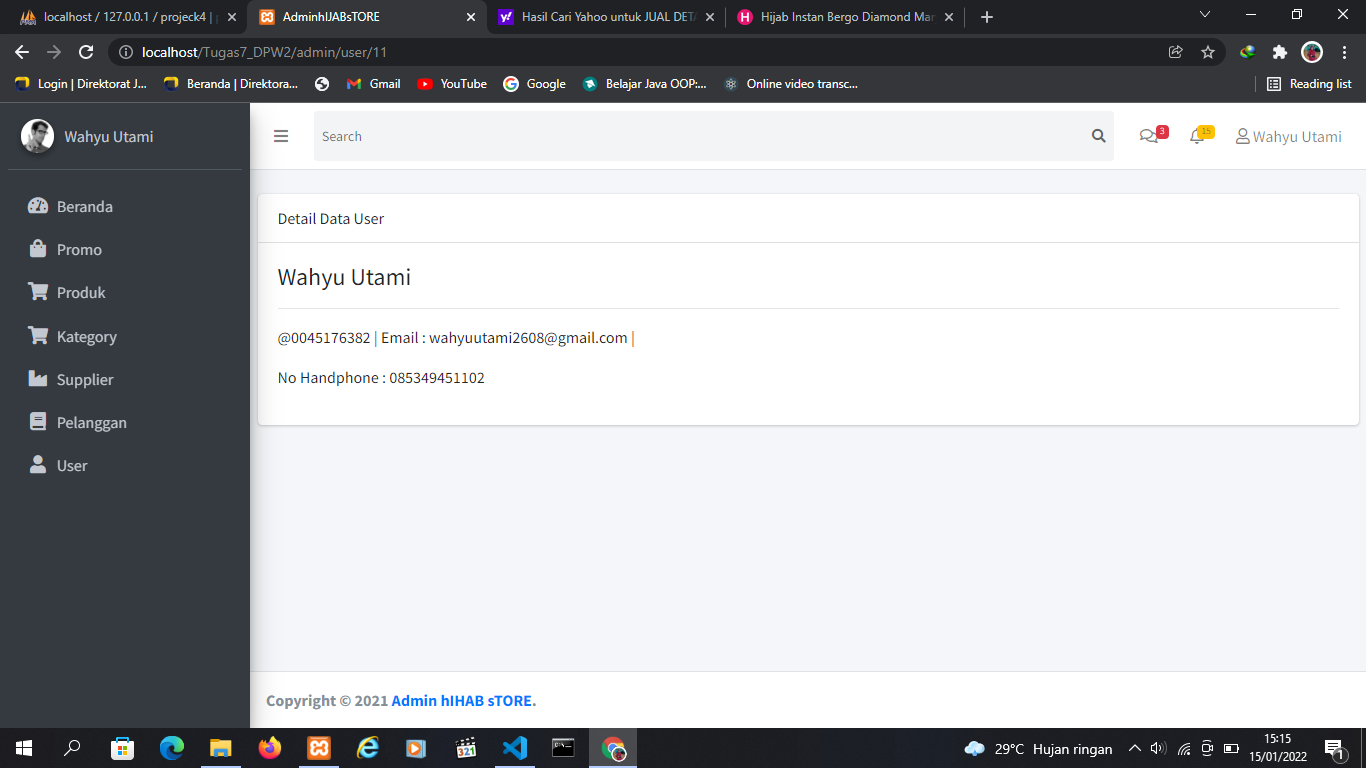 localhost / 127.0.0.1 / projeck4 | p
AdminhIJABsTORE
Hasil Cari Yahoo untuk JUAL DETA
Hijab Instan Bergo Diamond Mar
localhost/Tugas7_DPW2/admin/user/11
Login | Direktorat J...
Beranda | Direktora...
Gmail
YouTube
Google
Belajar Java OOP:...
Online video transc...
Reading list
Wahyu Utami
Search
3
15
Wahyu Utami
Beranda
Promo
Produk
Kategory
Supplier
Pelanggan
User
Detail Data User
Wahyu Utami
@0045176382 | Email : wahyuutami2608@gmail.com |
No Handphone : 085349451102
Copyright © 2021 Admin hIHAB sTORE.
321
29°C Hujan ringan
15:15
15/01/2022
1